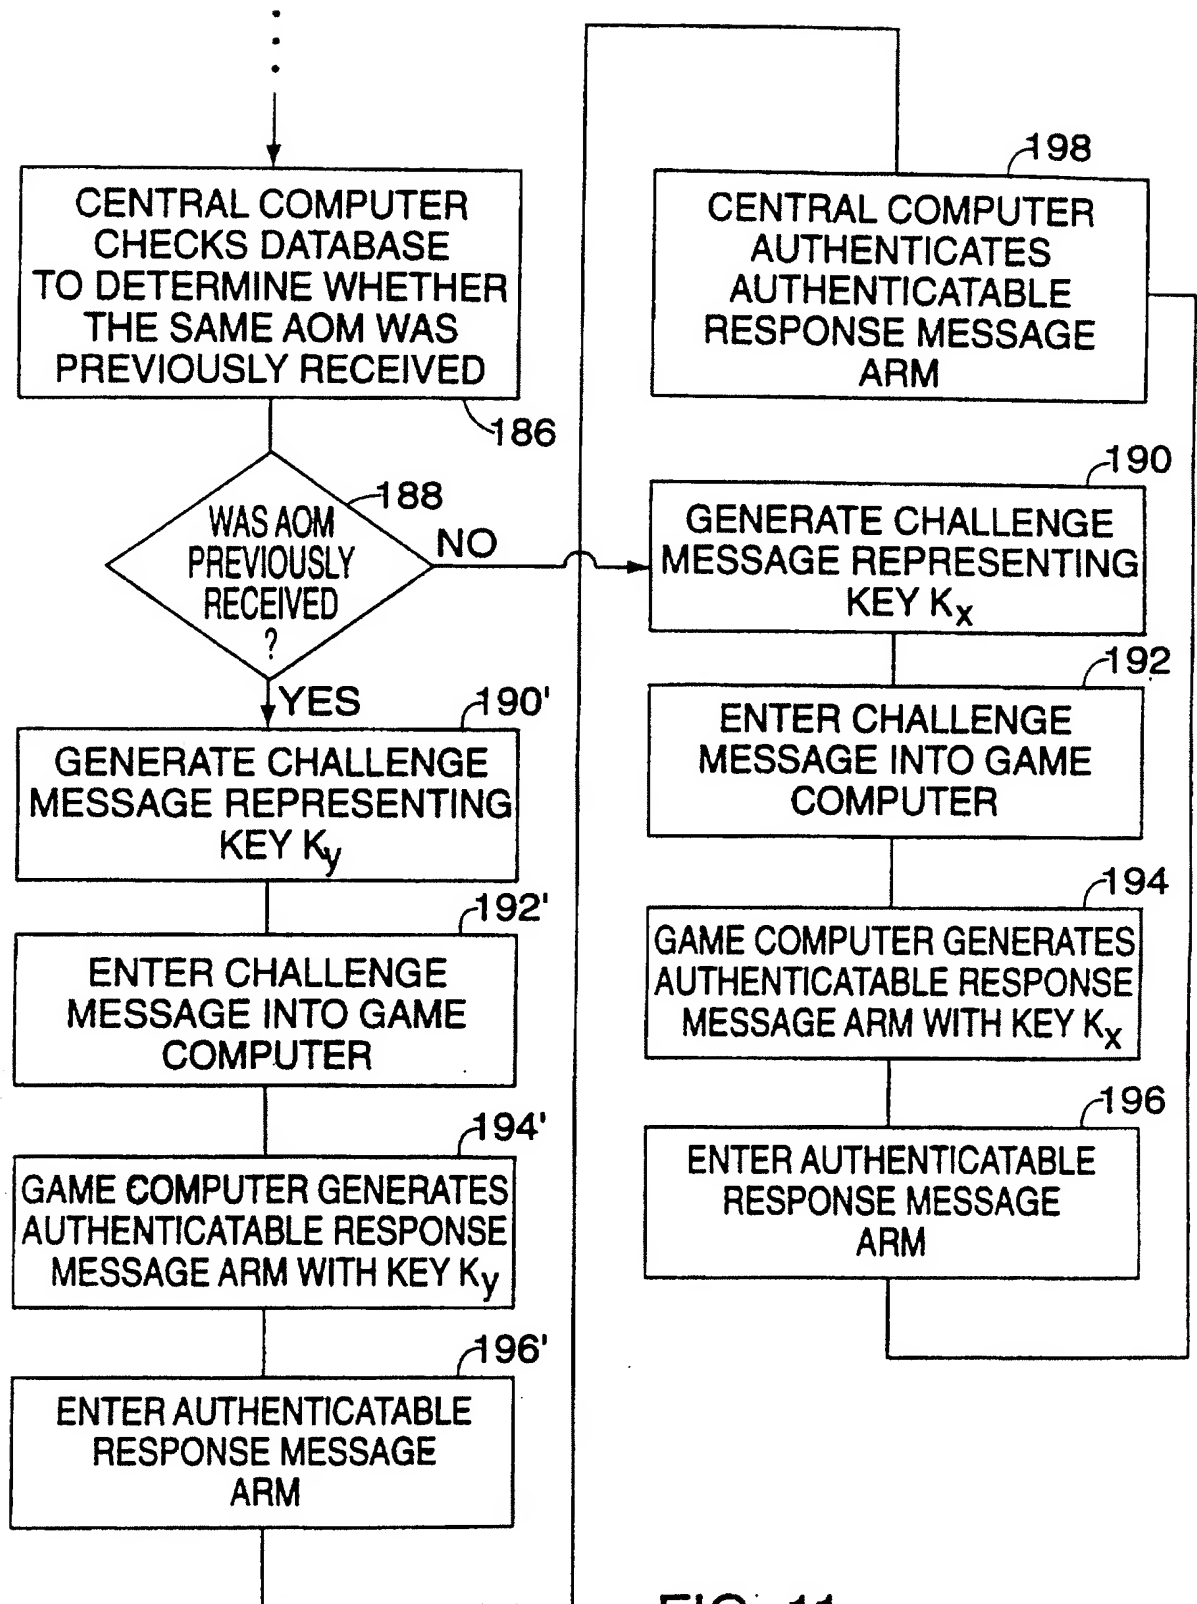 CENTRAL COMPUTER
CHECKS DATABASE
TO DETERMINE WHETHER
THE SAME AOM WAS
PREVIOUSLY RECEIVED
186
188
WAS AOM
PREVIOUSLY
RECEIVED
?
NO
YES
190'
GENERATE CHALLENGE
MESSAGE REPRESENTING
KEY Ky
192'
ENTER CHALLENGE
MESSAGE INTO GAME
COMPUTER
194'
GAME COMPUTER GENERATES
AUTHENTICATABLE RESPONSE
MESSAGE ARM WITH KEY Ky
196'
ENTER AUTHENTICATABLE
RESPONSE MESSAGE
ARM
198
CENTRAL COMPUTER
AUTHENTICATES
AUTHENTICATABLE
RESPONSE MESSAGE
ARM
190
GENERATE CHALLENGE
MESSAGE REPRESENTING
KEY Kx
192
ENTER CHALLENGE
MESSAGE INTO GAME
COMPUTER
194
GAME COMPUTER GENERATES
AUTHENTICATABLE RESPONSE
MESSAGE ARM WITH KEY Kx
196
ENTER AUTHENTICATABLE
RESPONSE MESSAGE
ARM
FIG. 11